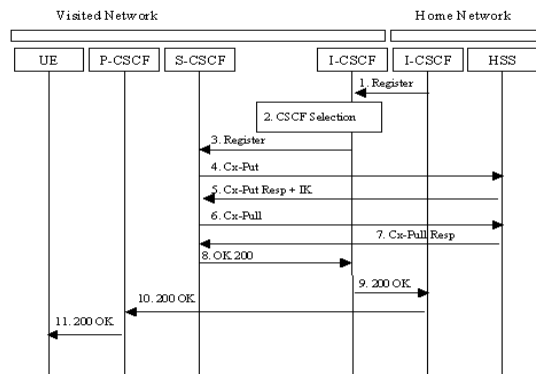 Visited Network Home Network
UE P-CSCF S-CSCF I-CSCF I-CSCF HSS
1. Register
2. CSCF Selection
3. Register
4. Cx-Put
5. Cx-Put Resp + IK
6. Cx-Pull
7. Cx-Pull Resp
8. OK 200
9. 200 OK
10. 200 OK
11. 200 OK